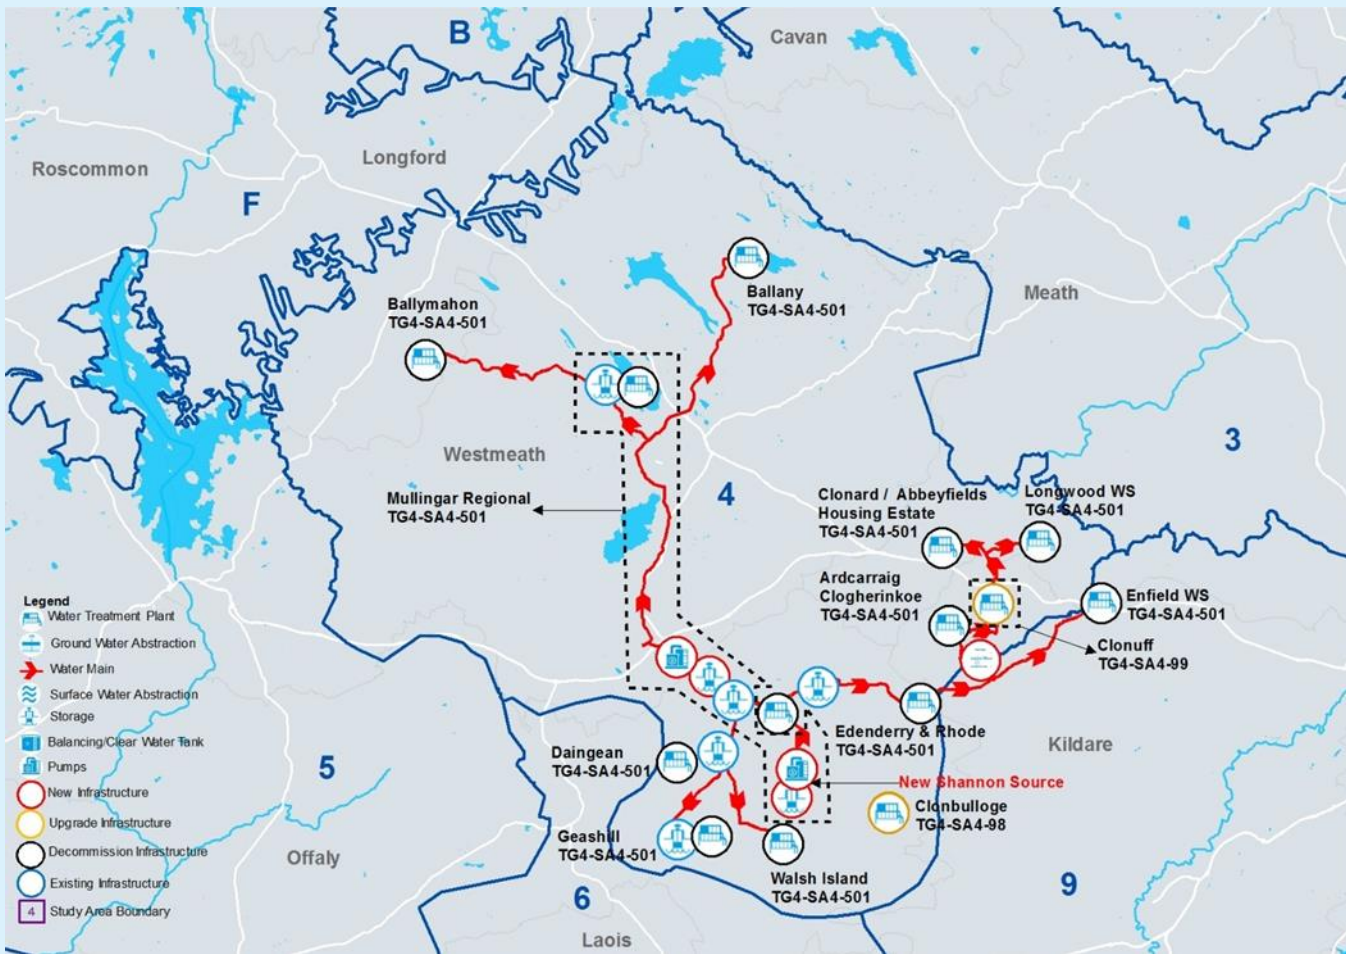 B
Cavan
Roscommon
Longford
F
Ballany
TG4-SA4-501
Meath
Ballymahon
TG4-SA4-501
3
Westmeath
Mullingar Regional
TG4-SA4-501
4
Clonard / Abbeyfields
Housing Estate
TG4-SA4-501
Longwood WS
TG4-SA4-501
Ardcarraig
Clogherinkoe
TG4-SA4-501
Enfield WS
TG4-SA4-501
Clonuff
TG4-SA4-99
Edenderry & Rhode
TG4-SA4-501
Kildare
Daingean
TG4-SA4-501
New Shannon Source
Clonbulloge
TG4-SA4-98
5
Offaly
Geashill
TG4-SA4-501
Walsh Island
TG4-SA4-501
6
9
Laois
Legend
Water Treatment Plant
Ground Water Abstraction
Water Main
Surface Water Abstraction
Storage
Balancing/Clear Water Tank
Pumps
New Infrastructure
Upgrade Infrastructure
Decommission Infrastructure
Existing Infrastructure
4 Study Area Boundary